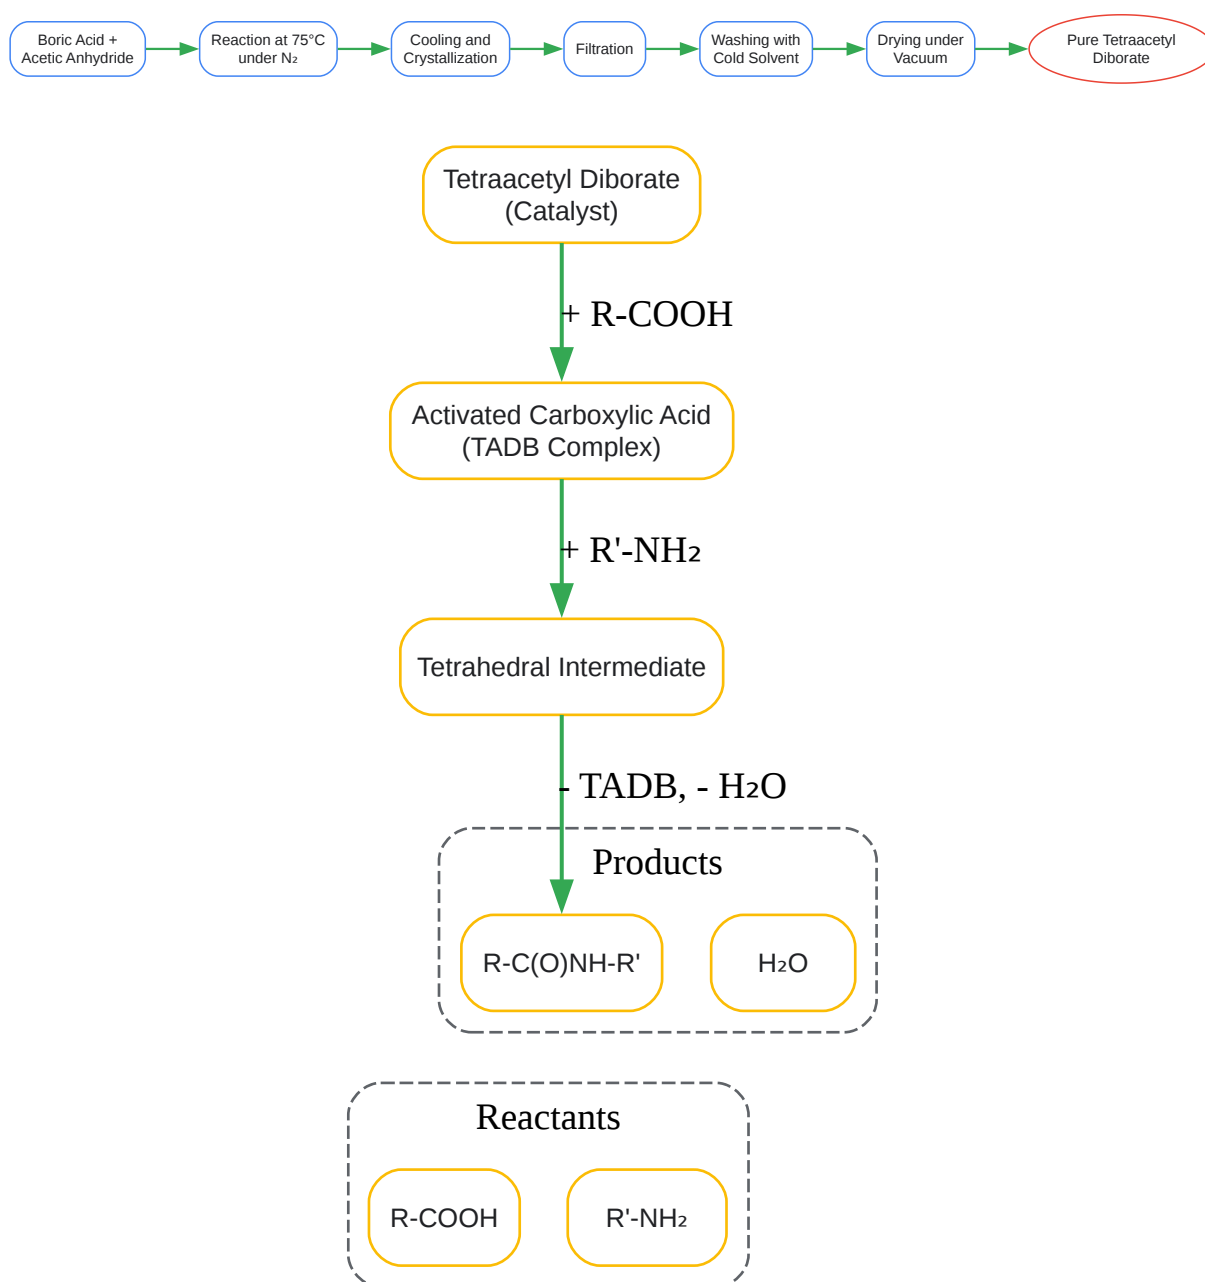 Boric Acid +
Acetic Anhydride
Reaction at 75°C
under N₂
Cooling and
Crystallization
Filtration
Washing with
Cold Solvent
Drying under
Vacuum
Pure Tetraacetyl
Diborate
Tetraacetyl Diborate
(Catalyst)
+ R-COOH
Activated Carboxylic Acid
(TADB Complex)
+ R'-NH₂
Tetrahedral Intermediate
- TADB, - H₂O
Products
R-C(O)NH-R'
H₂O
Reactants
R-COOH
R'-NH₂